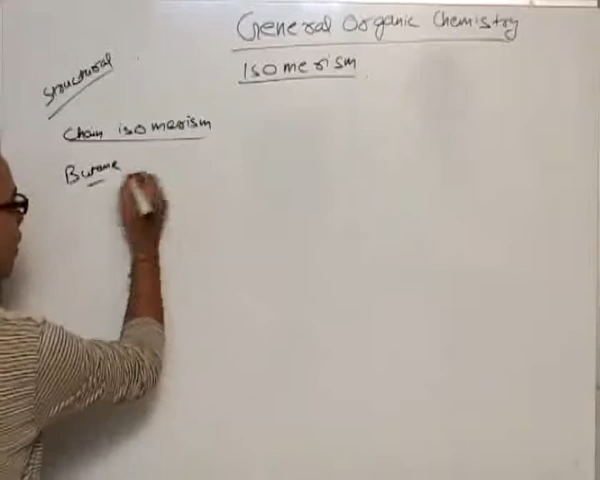 General Organic Chemistry
Isomerism
Structural
Chain isomerism
Butane